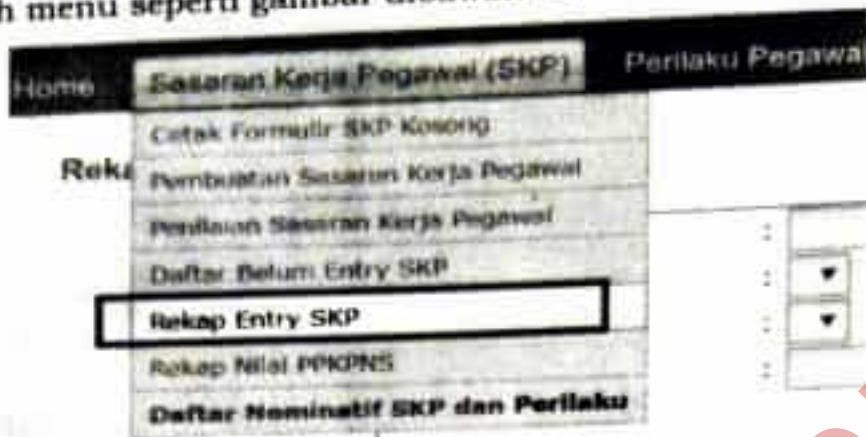 menu seperti gambar
Home Sasaran Kerja Pegawai (SKP) Perilaku Pegawai
Cetak Formulir SKP Kosong
Reka
Pembuatan Sasaran Kerja Pegawai
Penilaian Sasaran Kerja Pegawai
:
Daftar Belum Entry SKP
:
Rekap Entry SKP
:
Rekap Nilai PPKPNS
:
Daftar Nominatif SKP dan Perilaku